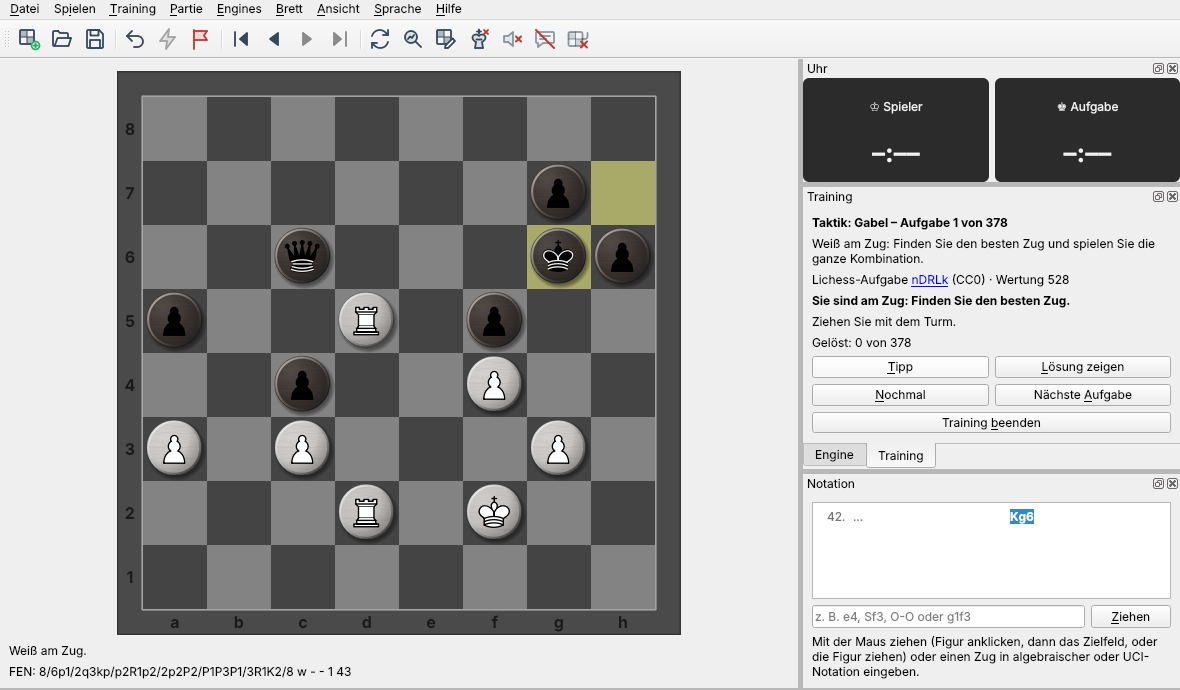 Datei Spielen Training Partie Engines Brett Ansicht Sprache Hilfe
Uhr
♔ Spieler
♚ Aufgabe
–:––
–:––
Training
Taktik: Gabel – Aufgabe 1 von 378
Weiß am Zug: Finden Sie den besten Zug und spielen Sie die
ganze Kombination.
Lichess-Aufgabe nDRLk (CC0) · Wertung 528
Sie sind am Zug: Finden Sie den besten Zug.
Ziehen Sie mit dem Turm.
Gelöst: 0 von 378
Tipp
Lösung zeigen
Nochmal
Nächste Aufgabe
Training beenden
Engine
Training
Notation
42. ... Kg6
z. B. e4, Sf3, O-O oder g1f3
Ziehen
Mit der Maus ziehen (Figur anklicken, dann das Zielfeld, oder
die Figur ziehen) oder einen Zug in algebraischer oder UCI-
Notation eingeben.
8
7
6
5
4
3
2
1
a b c d e f g h
Weiß am Zug.
FEN: 8/6p1/2q3kp/p2R1p2/2p2P2/P1P3P1/3R1K2/8 w - - 1 43